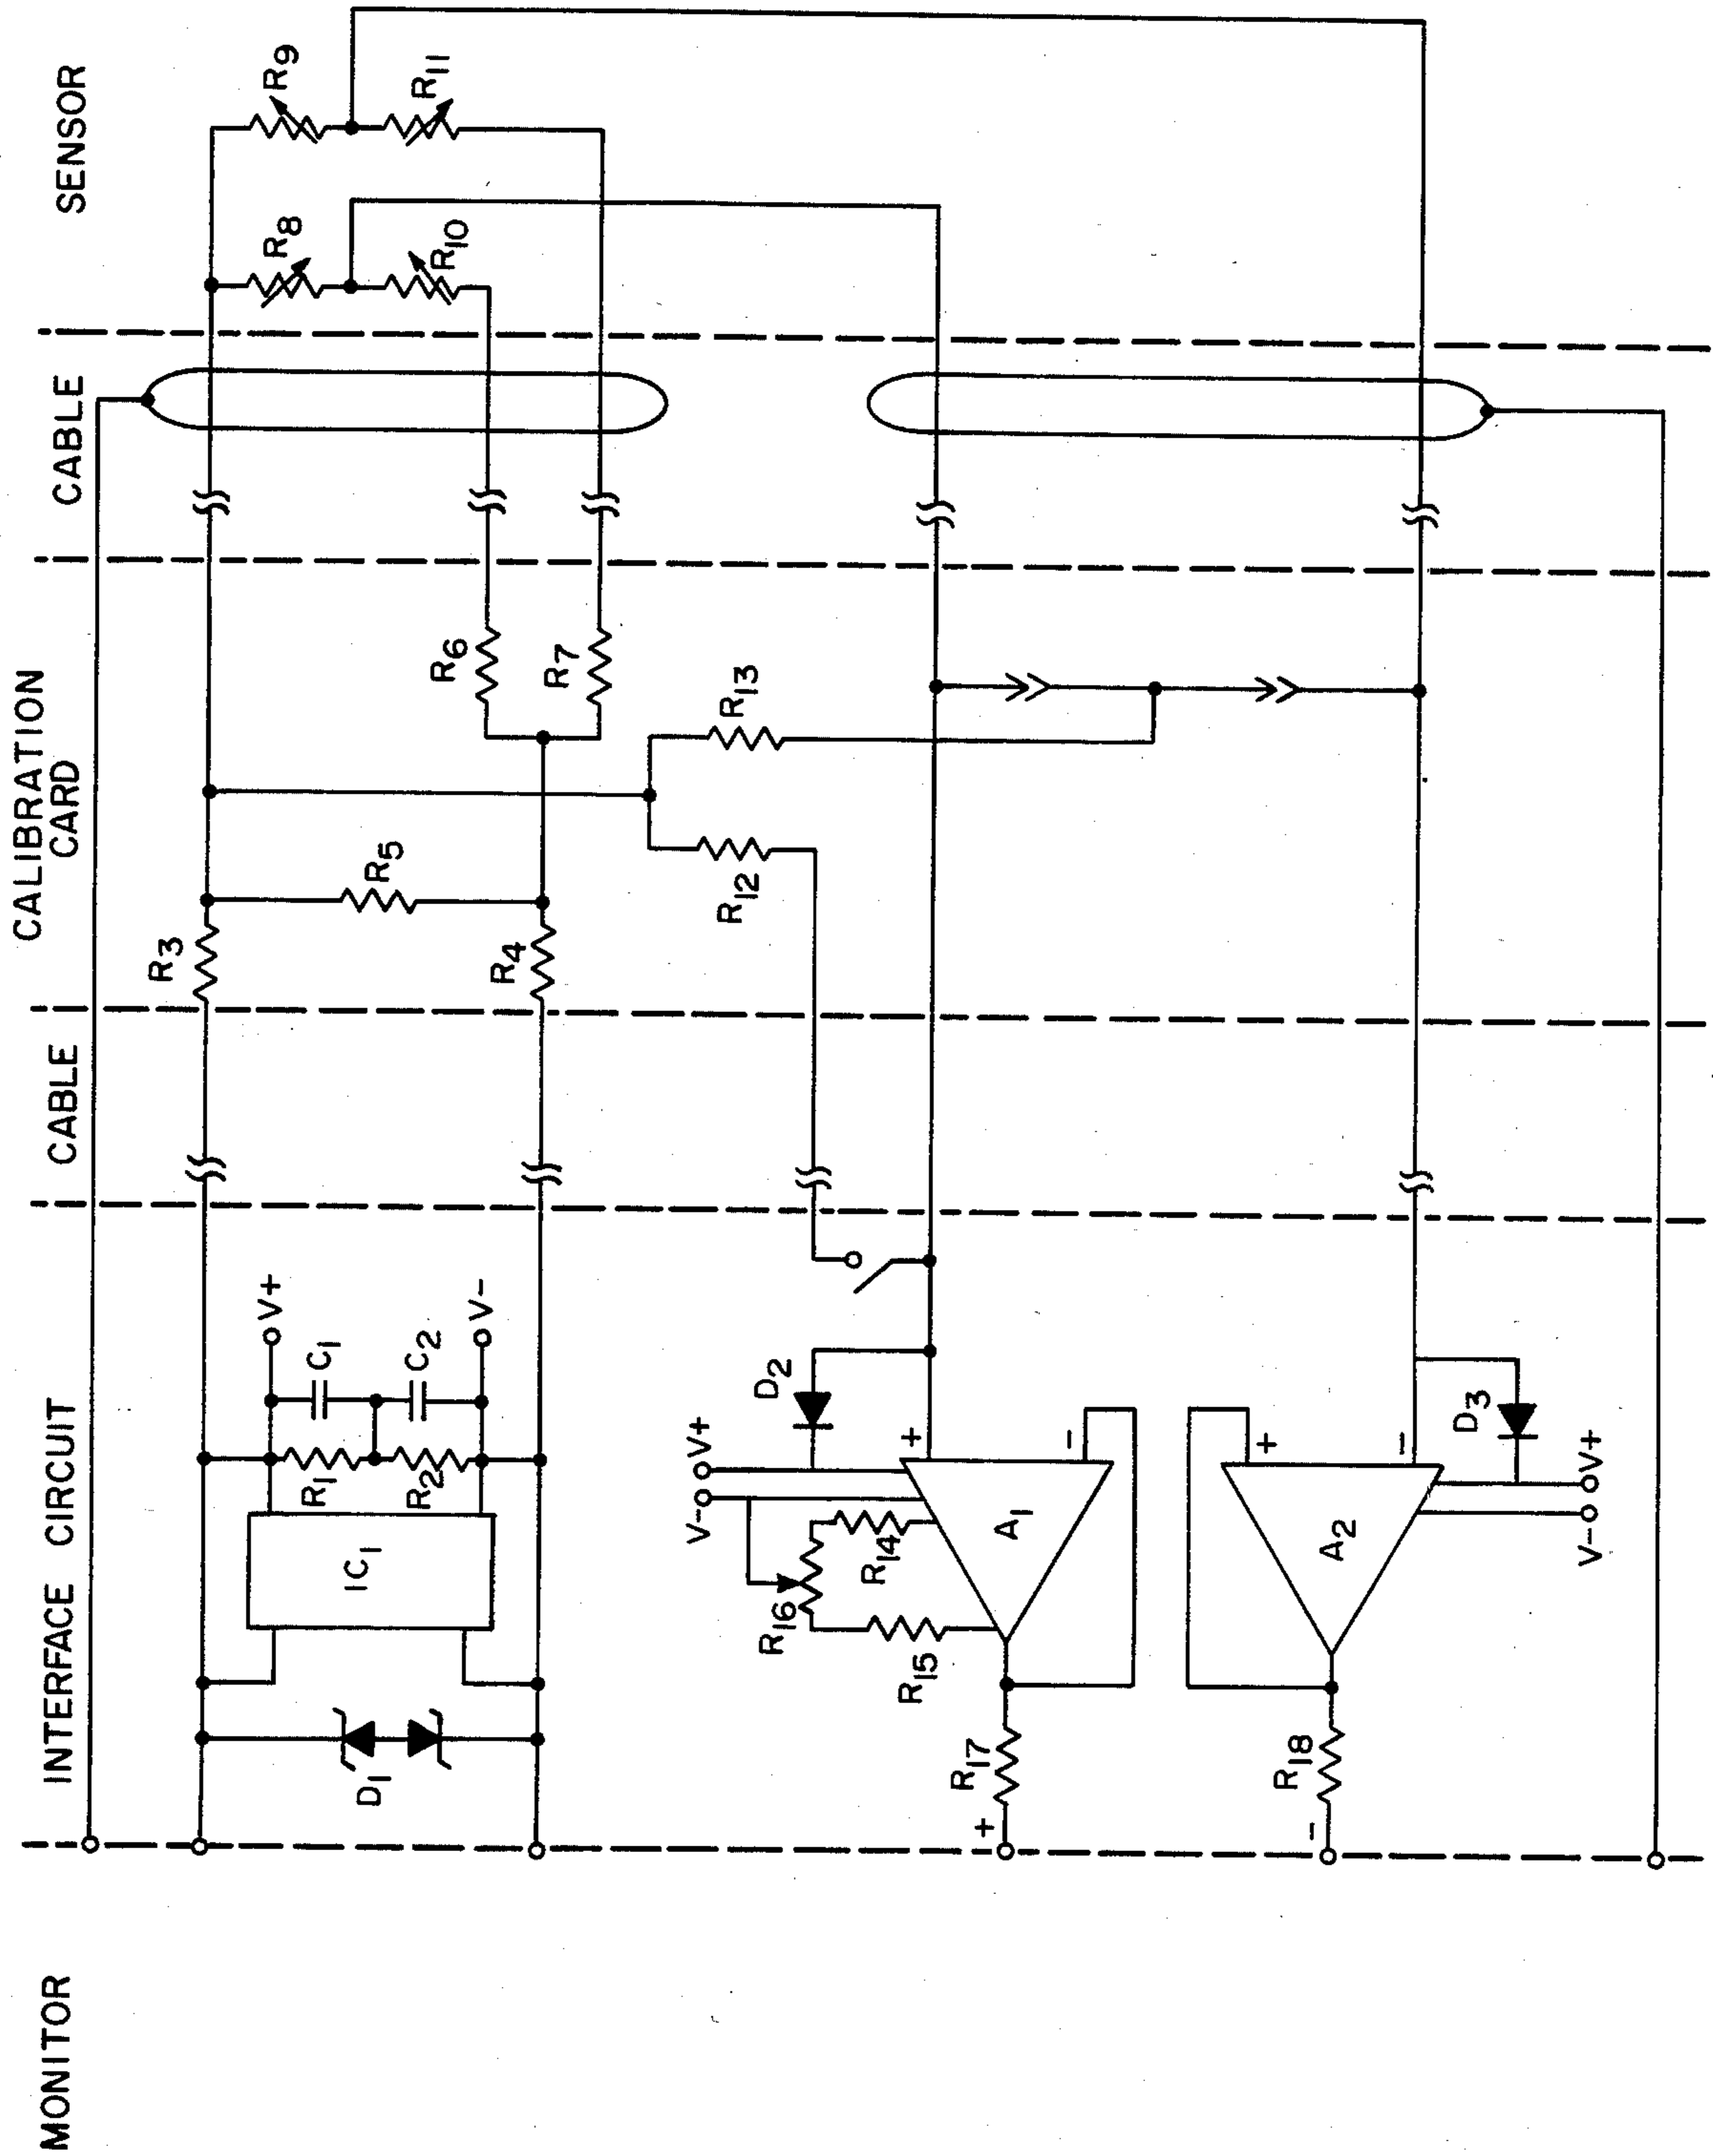 MONITOR
INTERFACE CIRCUIT
CABLE
CALIBRATION
CARD
CABLE
SENSOR
D1
IC1
R1
R2
C1
C2
V+
V-
R3
R4
R5
R6
R7
R8
R9
R10
R11
R12
R13
D2
V+
V-
R14
R15
R16
A1
+
-
R17
+
A2
+
-
D3
V+
V-
R18
-